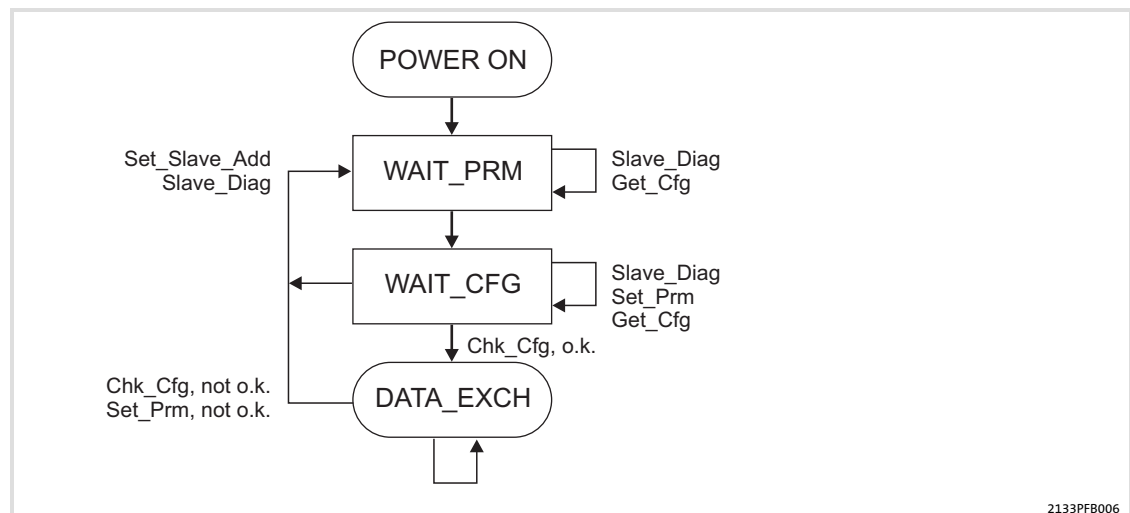 POWER ON
Set_Slave_Add
Slave_Diag
WAIT_PRM
Slave_Diag
Get_Cfg
WAIT_CFG
Slave_Diag
Set_Prm
Get_Cfg
Chk_Cfg, o.k.
Chk_Cfg, not o.k.
Set_Prm, not o.k.
DATA_EXCH
2133PFB006